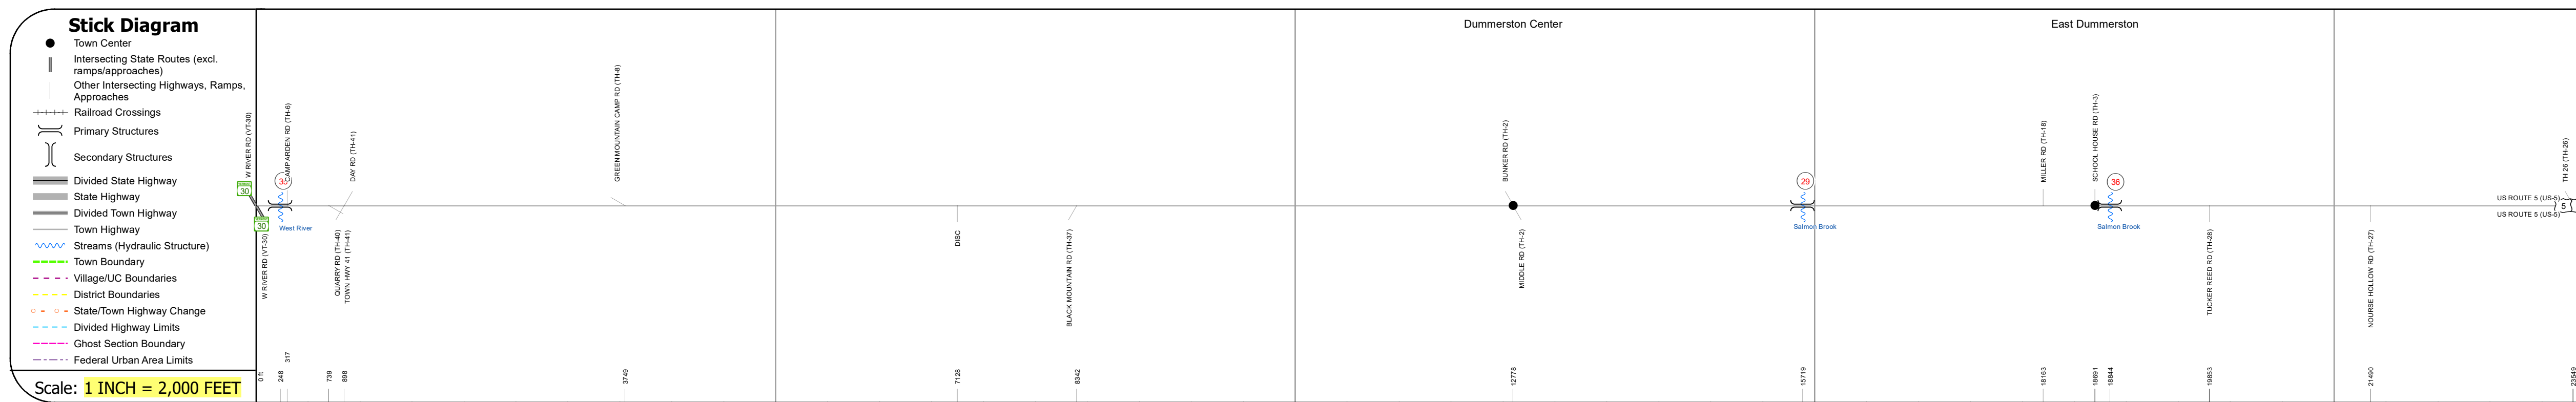 Stick Diagram
Town Center
Intersecting State Routes (excl.
ramps/approaches)
Other Intersecting Highways, Ramps,
Approaches
Railroad Crossings
Primary Structures
Secondary Structures
Divided State Highway
State Highway
Divided Town Highway
Town Highway
Streams (Hydraulic Structure)
Town Boundary
Village/UC Boundaries
District Boundaries
State/Town Highway Change
Divided Highway Limits
Ghost Section Boundary
Federal Urban Area Limits
Scale: 1 INCH = 2,000 FEET
Dummerston Center
East Dummerston
W RIVER RD (VT-30)
CAMP ARDEN RD (TH-6)
DAY RD (TH-41)
GREEN MOUNTAIN CAMP RD (TH-8)
BUNKER RD (TH-2)
MILLER RD (TH-18)
SCHOOL HOUSE RD (TH-3)
TH 26 (TH-26)
30
30
29
36
US ROUTE 5 (US-5)
5
US ROUTE 5 (US-5)
West River
Salmon Brook
Salmon Brook
W RIVER RD (VT-30)
QUARRY RD (TH-40)
TOWN HWY 41 (TH-41)
DISC
BLACK MOUNTAIN RD (TH-37)
MIDDLE RD (TH-2)
TUCKER REED RD (TH-28)
NOURSE HOLLOW RD (TH-27)
0 ft
248
317
739
898
3749
7128
8342
12778
15719
18163
18691
18844
19853
21490
23549